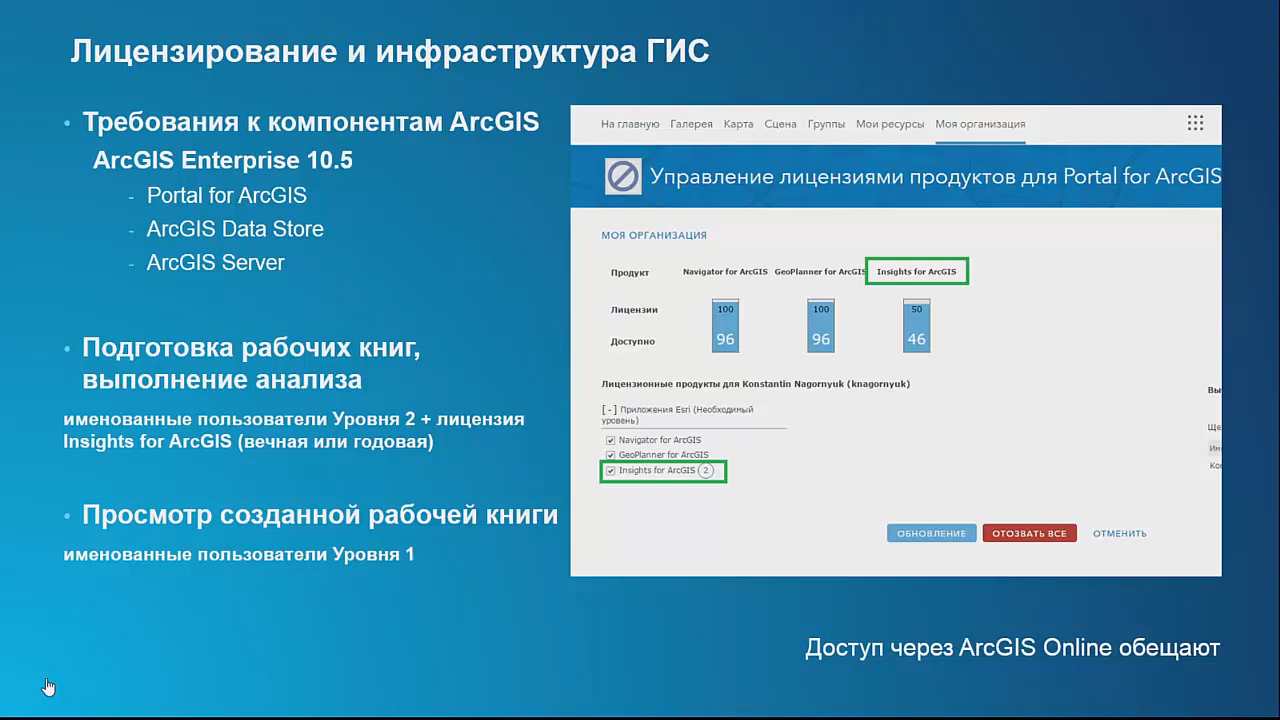 Лицензирование и инфраструктура ГИС
Требования к компонентам ArcGIS
ArcGIS Enterprise 10.5
- Portal for ArcGIS
- ArcGIS Data Store
- ArcGIS Server
Подготовка рабочих книг,
выполнение анализа
именованные пользователи Уровня 2 + лицензия
Insights for ArcGIS (вечная или годовая)
Просмотр созданной рабочей книги
именованные пользователи Уровня 1
На главную Галерея Карта Сцена Группы Мои ресурсы Моя организация
Управление лицензиями продуктов для Portal for ArcGIS
МОЯ ОРГАНИЗАЦИЯ
Продукт Navigator for ArcGIS GeoPlanner for ArcGIS Insights for ArcGIS
Лицензии 100 100 50
Доступно 96 96 46
Лицензионные продукты для Konstantin Nagornyuk (knagornyuk)
[-] Приложения Esri (Необходимый
уровень)
Navigator for ArcGIS
GeoPlanner for ArcGIS
Insights for ArcGIS 2
ОБНОВЛЕНИЕ ОТОЗВАТЬ ВСЕ ОТМЕНИТЬ
Доступ через ArcGIS Online обещают